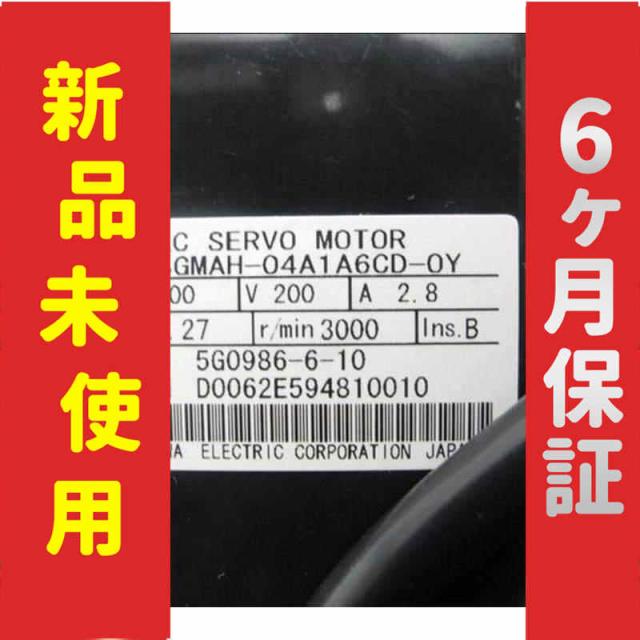 新品未使用
C SERVO MOTOR
GMAH-04A1A6CD-0Y
00 V 200 A 2.8
.27 r/min 3000 Ins.B
5G0986-6-10
D0062E594810010
ELECTRIC CORPORATION JAPA
6ヶ月保証